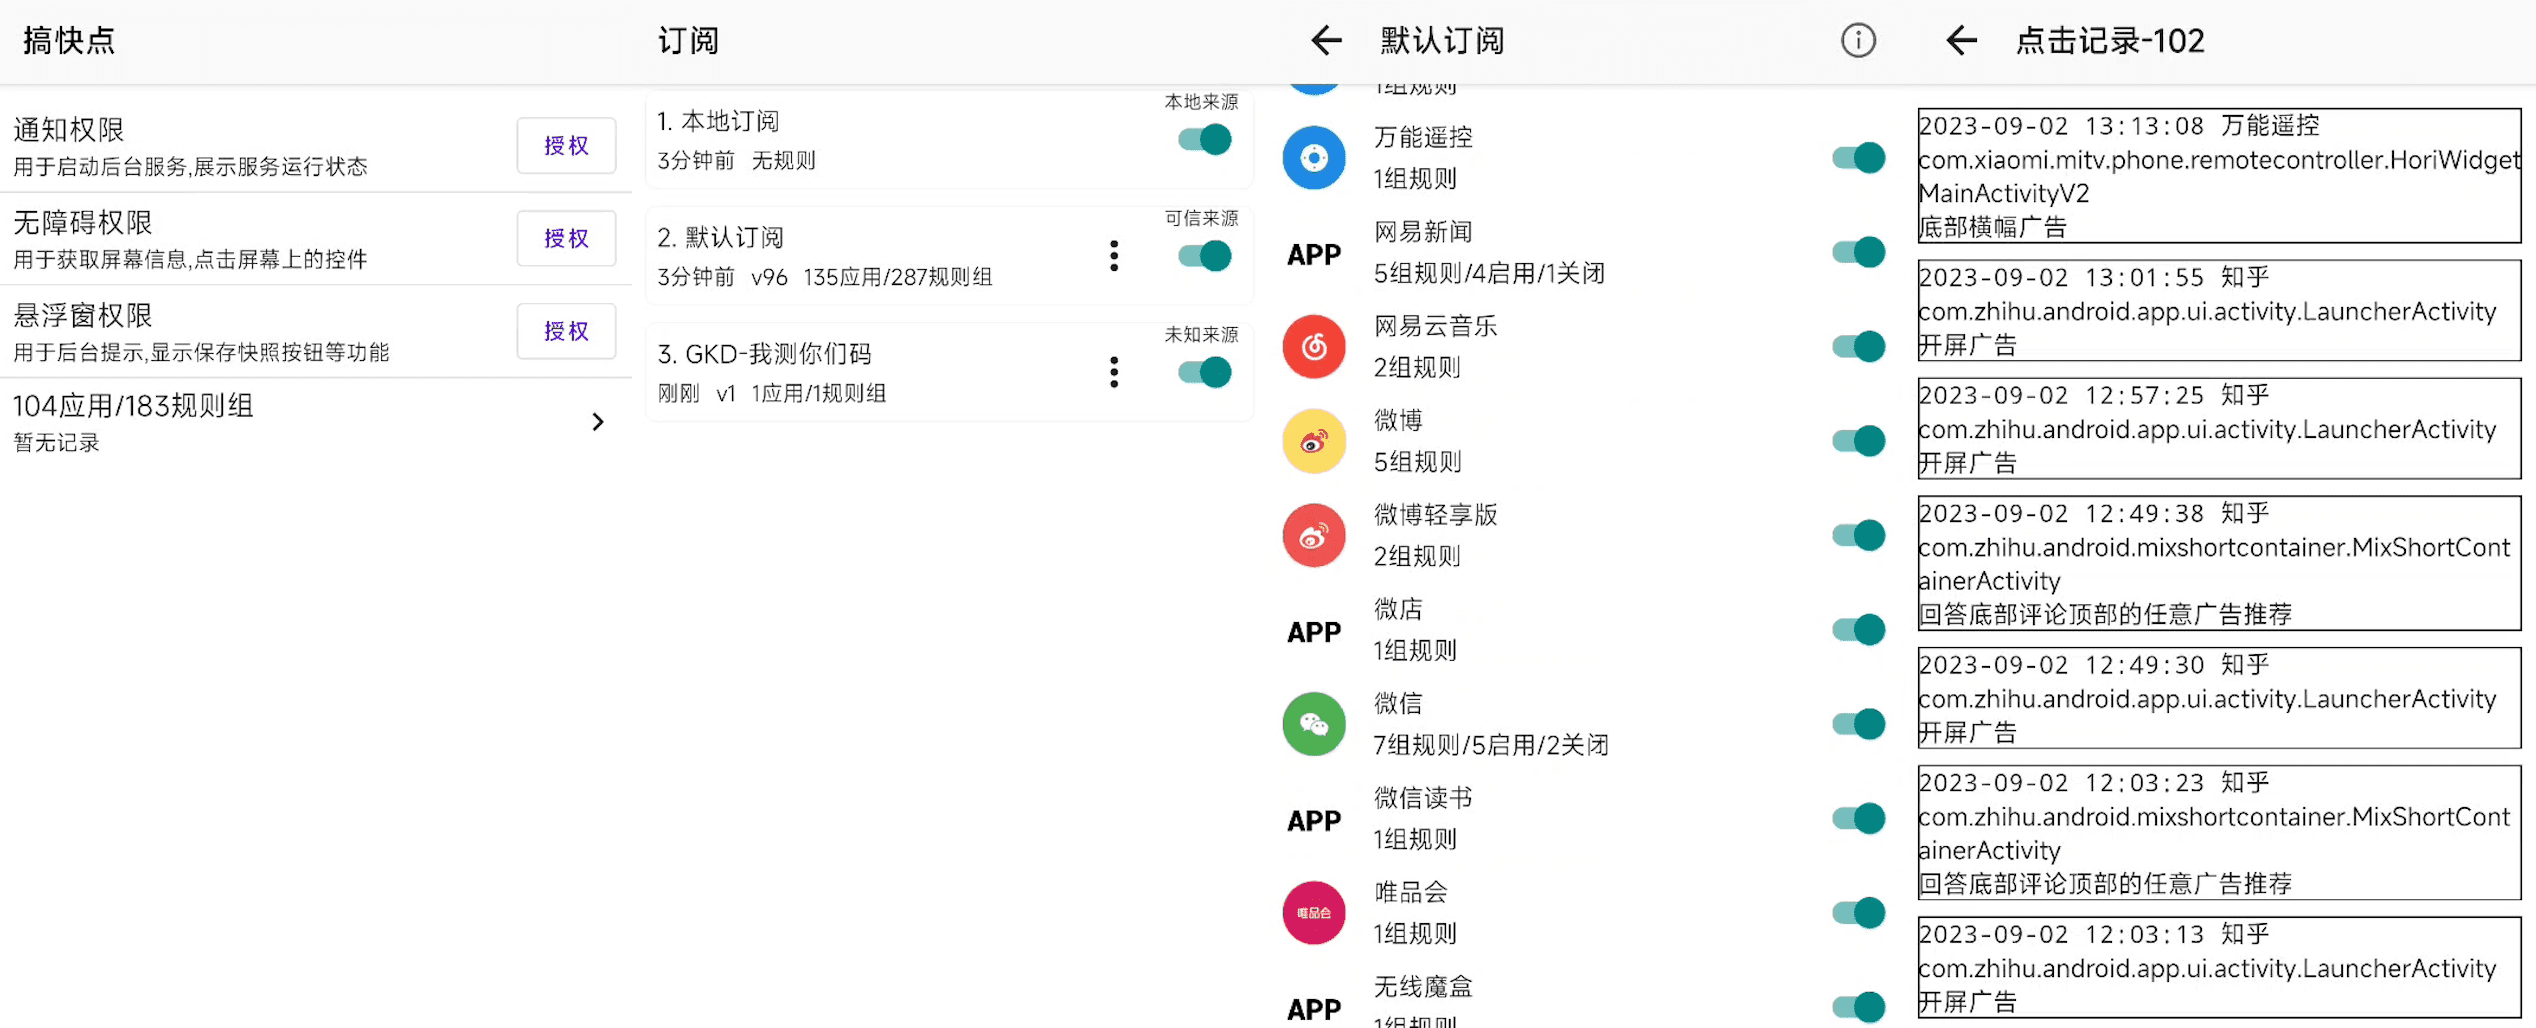 搞快点
通知权限
用于启动后台服务,展示服务运行状态
授权
无障碍权限
用于获取屏幕信息,点击屏幕上的控件
授权
悬浮窗权限
用于后台提示,显示保存快照按钮等功能
授权
104应用/183规则组
暂无记录
订阅
本地来源
1. 本地订阅
3分钟前 无规则
可信来源
2. 默认订阅
3分钟前 v96 135应用/287规则组
未知来源
3. GKD-我测你们码
刚刚 v1 1应用/1规则组
默认订阅
1组规则
万能遥控
1组规则
APP
网易新闻
5组规则/4启用/1关闭
网易云音乐
2组规则
微博
5组规则
微博轻享版
2组规则
APP
微店
1组规则
微信
7组规则/5启用/2关闭
APP
微信读书
1组规则
唯品会
唯品会
1组规则
APP
无线魔盒
1组规则
点击记录-102
2023-09-02 13:13:08 万能遥控
com.xiaomi.mitv.phone.remotecontroller.HoriWidget
MainActivityV2
底部横幅广告
2023-09-02 13:01:55 知乎
com.zhihu.android.app.ui.activity.LauncherActivity
开屏广告
2023-09-02 12:57:25 知乎
com.zhihu.android.app.ui.activity.LauncherActivity
开屏广告
2023-09-02 12:49:38 知乎
com.zhihu.android.mixshortcontainer.MixShortCont
ainerActivity
回答底部评论顶部的任意广告推荐
2023-09-02 12:49:30 知乎
com.zhihu.android.app.ui.activity.LauncherActivity
开屏广告
2023-09-02 12:03:23 知乎
com.zhihu.android.mixshortcontainer.MixShortCont
ainerActivity
回答底部评论顶部的任意广告推荐
2023-09-02 12:03:13 知乎
com.zhihu.android.app.ui.activity.LauncherActivity
开屏广告